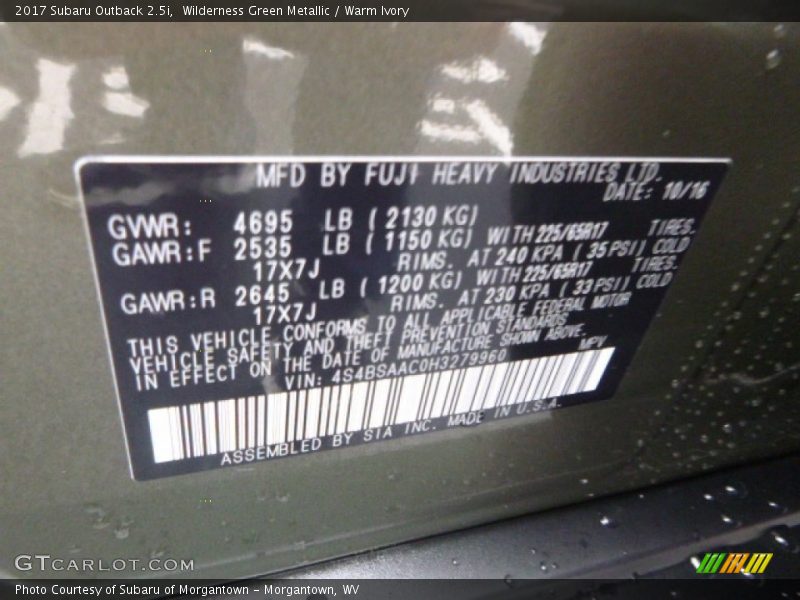 2017 Subaru Outback 2.5i,  Wilderness Green Metallic / Warm Ivory
MFD BY FUJI HEAVY INDUSTRIES LTD.
DATE: 10/16
GVWR: 4695 LB ( 2130 KG)
GAWR:F 2535 LB ( 1150 KG) WITH 225/65R17 TIRES.
17X7J RIMS. AT 240 KPA ( 35 PSI) COLD
GAWR:R 2645 LB ( 1200 KG) WITH 225/65R17 TIRES.
17X7J RIMS. AT 230 KPA ( 33 PSI) COLD
THIS VEHICLE CONFORMS TO ALL APPLICABLE FEDERAL MOTOR
VEHICLE SAFETY AND THEFT PREVENTION STANDARDS
IN EFFECT ON THE DATE OF MANUFACTURE SHOWN ABOVE.
VIN: 4S4BSAAC0H3279960 MPV
ASSEMBLED BY SIA INC. MADE IN U.S.A.
GTCARLOT.COM
Photo Courtesy of Subaru of Morgantown - Morgantown, WV